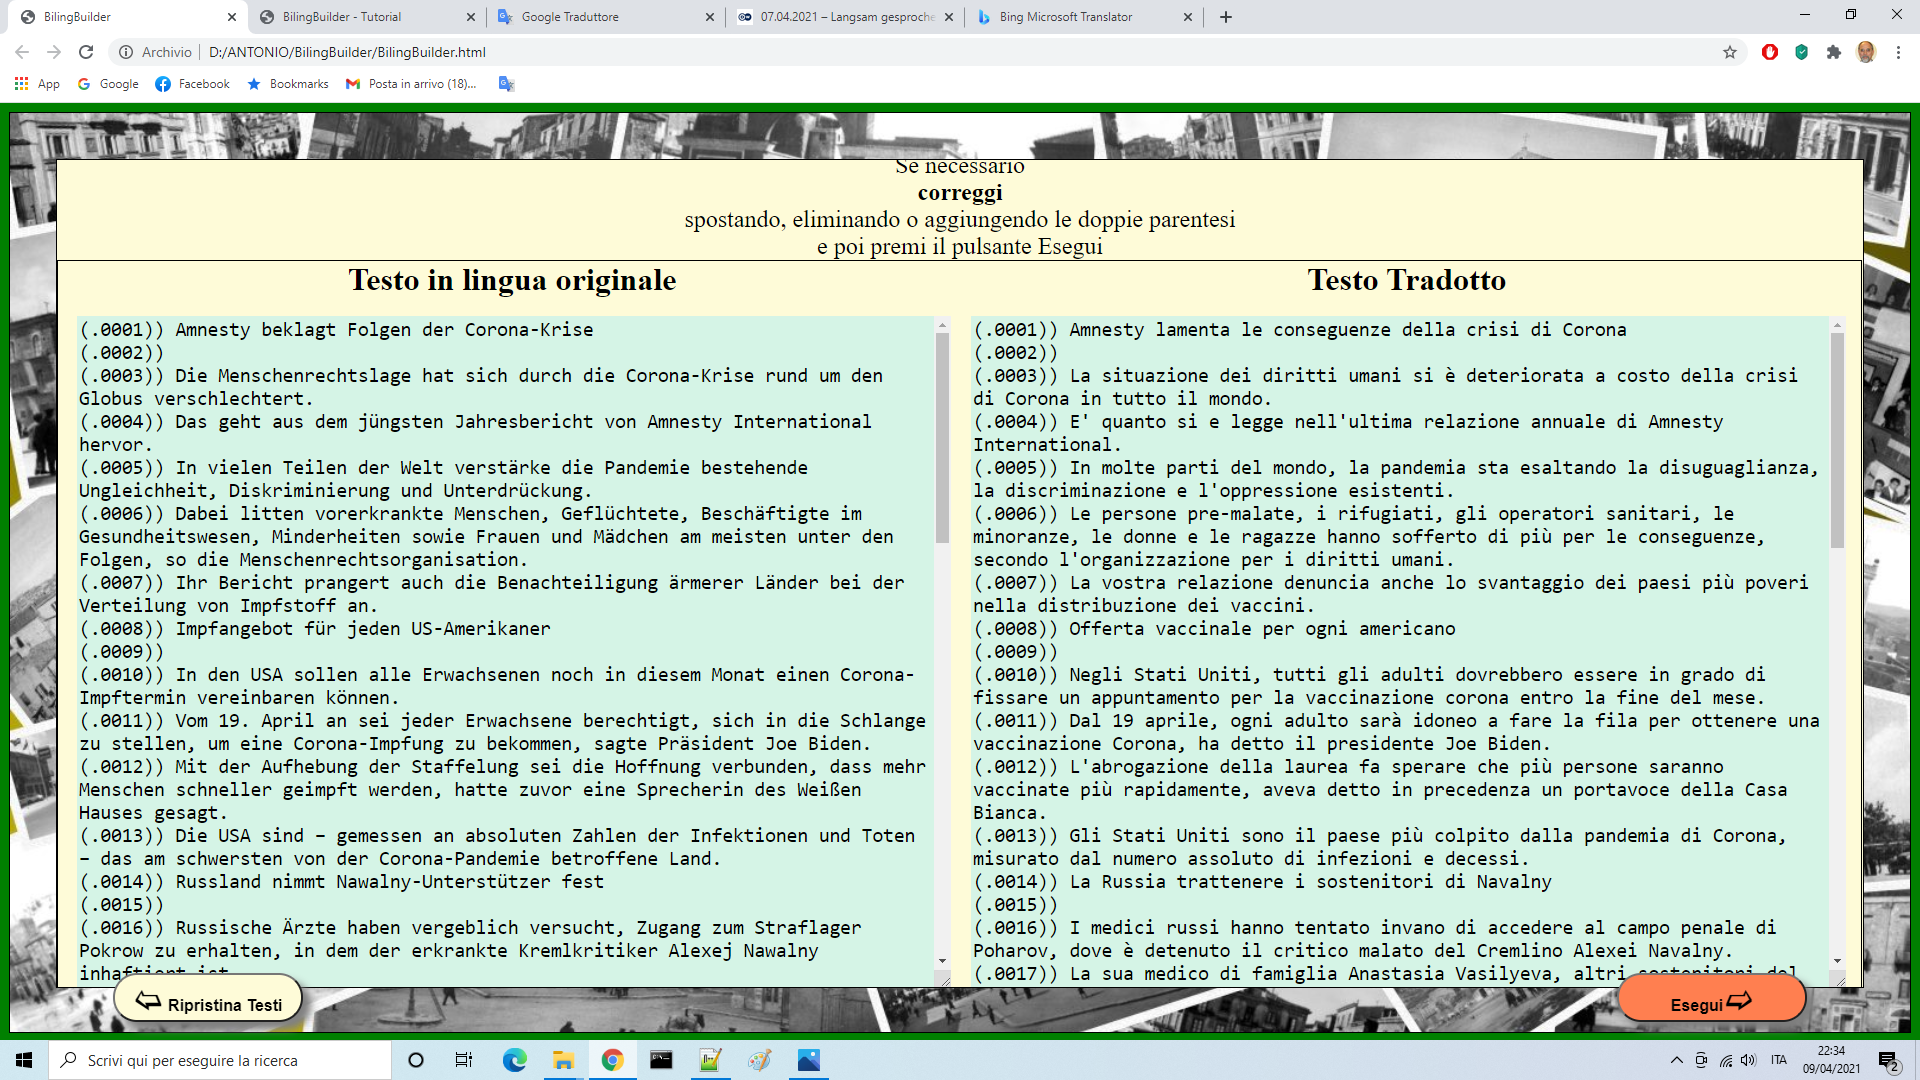 BilingBuilder
BilingBuilder - Tutorial
Google Traduttore
07.04.2021 – Langsam gesproche
Bing Microsoft Translator
Archivio
D:/ANTONIO/BilingBuilder/BilingBuilder.html
App
Google
Facebook
Bookmarks
Posta in arrivo (18)...
Se necessario
correggi
spostando, eliminando o aggiungendo le doppie parentesi
e poi premi il pulsante Esegui
Testo in lingua originale
(.0001)) Amnesty beklagt Folgen der Corona-Krise
(.0002))
(.0003)) Die Menschenrechtslage hat sich durch die Corona-Krise rund um den
Globus verschlechtert.
(.0004)) Das geht aus dem jüngsten Jahresbericht von Amnesty International
hervor.
(.0005)) In vielen Teilen der Welt verstärke die Pandemie bestehende
Ungleichheit, Diskriminierung und Unterdrückung.
(.0006)) Dabei litten vorerkrankte Menschen, Geflüchtete, Beschäftigte im
Gesundheitswesen, Minderheiten sowie Frauen und Mädchen am meisten unter den
Folgen, so die Menschenrechtsorganisation.
(.0007)) Ihr Bericht prangert auch die Benachteiligung ärmerer Länder bei der
Verteilung von Impfstoff an.
(.0008)) Impfangebot für jeden US-Amerikaner
(.0009))
(.0010)) In den USA sollen alle Erwachsenen noch in diesem Monat einen Corona-
Impftermin vereinbaren können.
(.0011)) Vom 19. April an sei jeder Erwachsene berechtigt, sich in die Schlange
zu stellen, um eine Corona-Impfung zu bekommen, sagte Präsident Joe Biden.
(.0012)) Mit der Aufhebung der Staffelung sei die Hoffnung verbunden, dass mehr
Menschen schneller geimpft werden, hatte zuvor eine Sprecherin des Weißen
Hauses gesagt.
(.0013)) Die USA sind – gemessen an absoluten Zahlen der Infektionen und Toten
– das am schwersten von der Corona-Pandemie betroffene Land.
(.0014)) Russland nimmt Nawalny-Unterstützer fest
(.0015))
(.0016)) Russische Ärzte haben vergeblich versucht, Zugang zum Straflager
Pokrow zu erhalten, in dem der erkrankte Kremlkritiker Alexej Nawalny
inhaftiert ist.
Testo Tradotto
(.0001)) Amnesty lamenta le conseguenze della crisi di Corona
(.0002))
(.0003)) La situazione dei diritti umani si è deteriorata a costo della crisi
di Corona in tutto il mondo.
(.0004)) E' quanto si e legge nell'ultima relazione annuale di Amnesty
International.
(.0005)) In molte parti del mondo, la pandemia sta esaltando la disuguaglianza,
la discriminazione e l'oppressione esistenti.
(.0006)) Le persone pre-malate, i rifugiati, gli operatori sanitari, le
minoranze, le donne e le ragazze hanno sofferto di più per le conseguenze,
secondo l'organizzazione per i diritti umani.
(.0007)) La vostra relazione denuncia anche lo svantaggio dei paesi più poveri
nella distribuzione dei vaccini.
(.0008)) Offerta vaccinale per ogni americano
(.0009))
(.0010)) Negli Stati Uniti, tutti gli adulti dovrebbero essere in grado di
fissare un appuntamento per la vaccinazione corona entro la fine del mese.
(.0011)) Dal 19 aprile, ogni adulto sarà idoneo a fare la fila per ottenere una
vaccinazione Corona, ha detto il presidente Joe Biden.
(.0012)) L'abrogazione della laurea fa sperare che più persone saranno
vaccinate più rapidamente, aveva detto in precedenza un portavoce della Casa
Bianca.
(.0013)) Gli Stati Uniti sono il paese più colpito dalla pandemia di Corona,
misurato dal numero assoluto di infezioni e decessi.
(.0014)) La Russia trattenere i sostenitori di Navalny
(.0015))
(.0016)) I medici russi hanno tentato invano di accedere al campo penale di
Poharov, dove è detenuto il critico malato del Cremlino Alexei Navalny.
(.0017)) La sua medico di famiglia Anastasia Vasilyeva, altri sostenitori del
Ripristina Testi
Esegui
Scrivi qui per eseguire la ricerca
ITA
22:34
09/04/2021
2